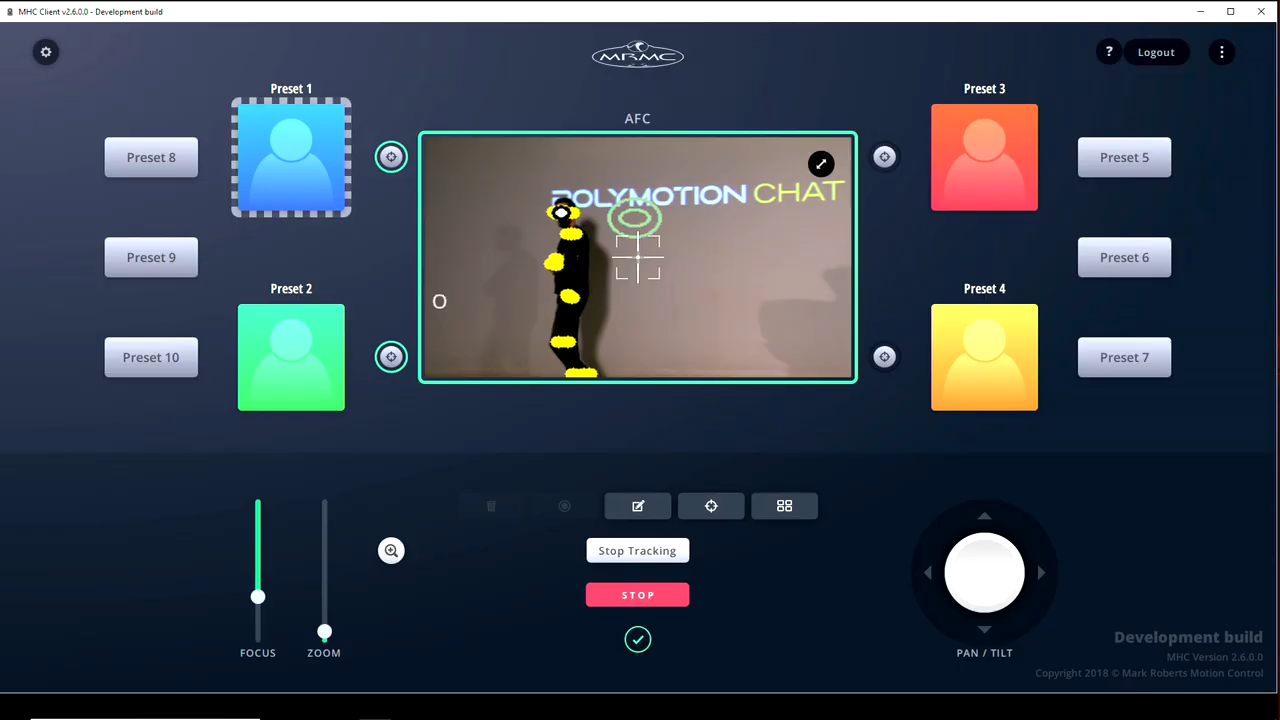 MHC Client v2.6.0.0 - Development build
MRMC
?
Logout
Preset 1
Preset 3
AFC
Preset 8
POLYMOTION CHAT
Preset 5
Preset 9
Preset 6
Preset 2
Preset 4
O
Preset 10
Preset 7
Stop Tracking
STOP
FOCUS
ZOOM
PAN / TILT
Development build
MHC Version 2.6.0.0
Copyright 2018 © Mark Roberts Motion Control